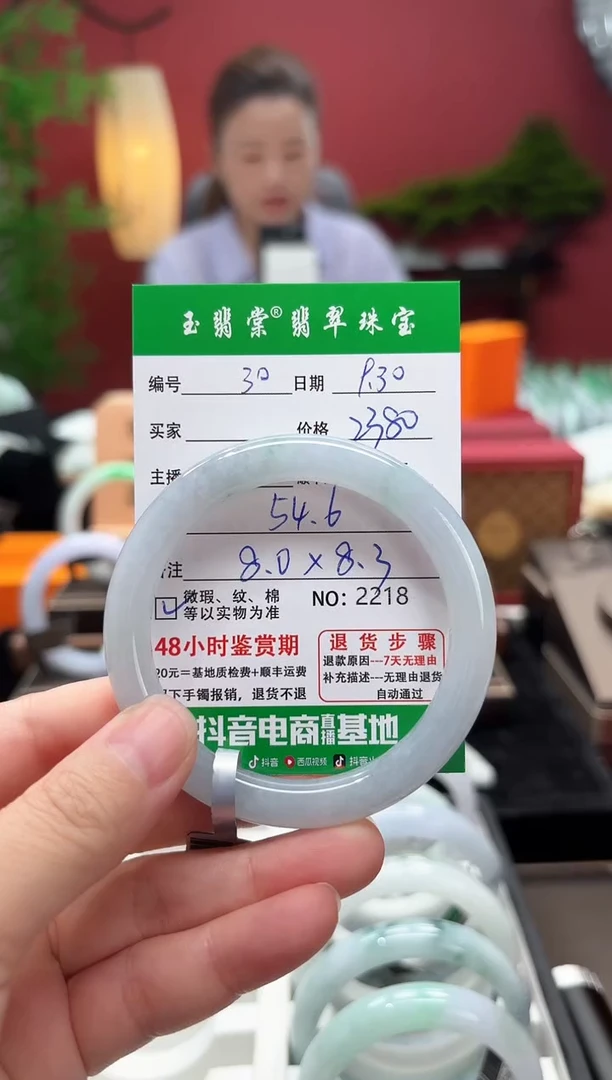 玉翡棠®翡翠珠宝
编号 30 日期 9.30
买家 价格 2380
主播
54.6
注 8.0×8.3
微瑕、纹、棉
等以实物为准
NO: 2218
48小时鉴赏期
20元=基地质检费+顺丰运费
下手镯报销，退货不退
退货步骤
退款原因---7天无理由
补充描述---无理由退货
自动通过
抖音电商直播基地
抖音 西瓜视频 抖音火